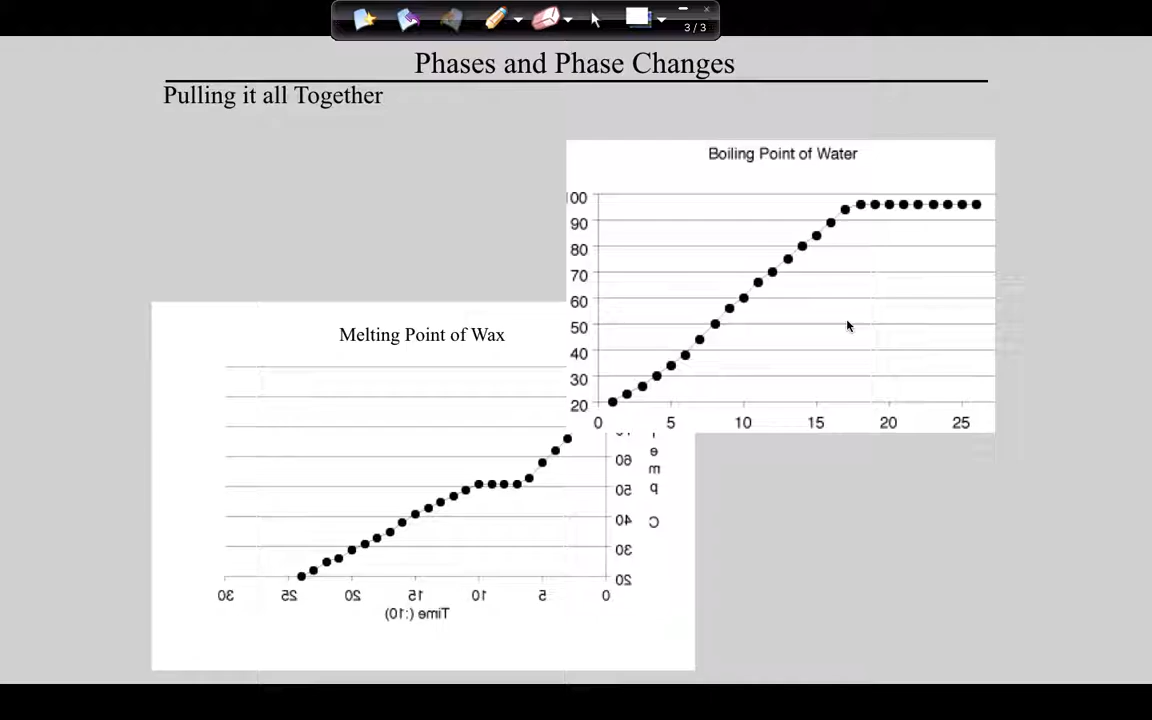 3 / 3
Phases and Phase Changes
Pulling it all Together
Boiling Point of Water
100
90
80
70
60
50
40
30
20
0 5 10 15 20 25
Melting Point of Wax
60
50
40
30
20
e
m
p
C
30 25 20 15 10 5 0
Time (:10)